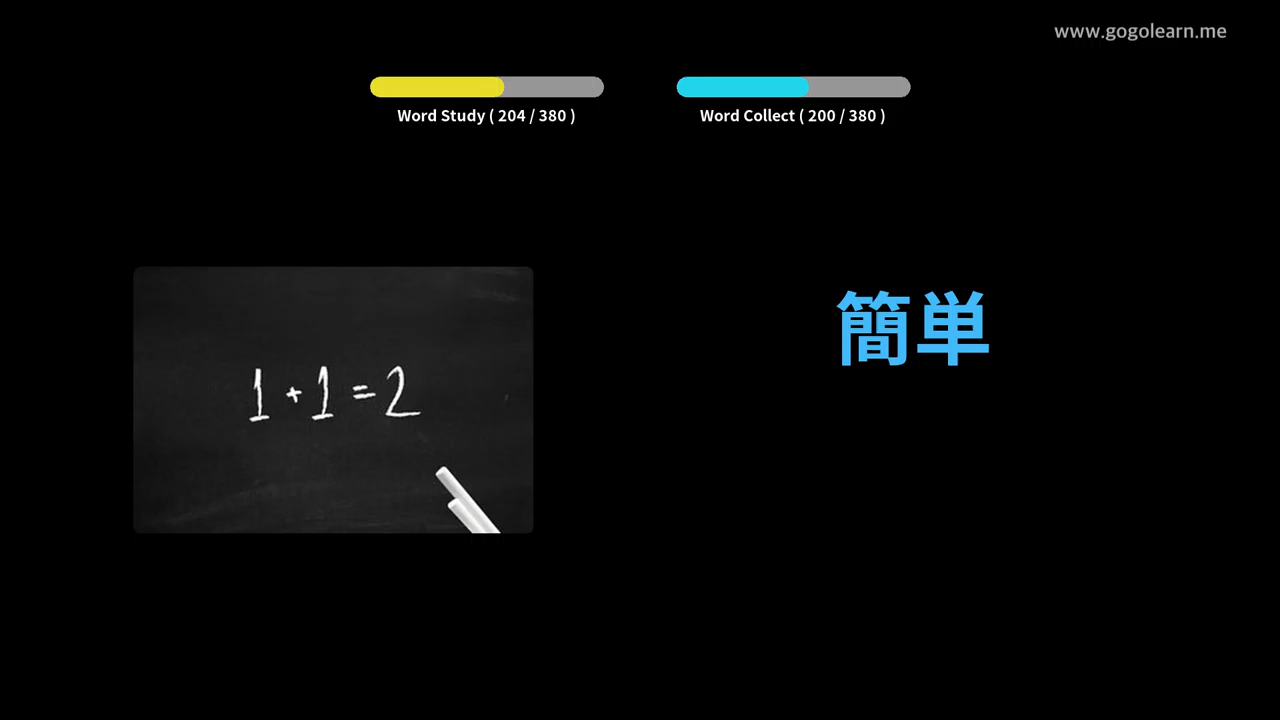 www.gogolearn.me
Word Study ( 204 / 380 )
Word Collect ( 200 / 380 )
1 + 1 = 2
簡単